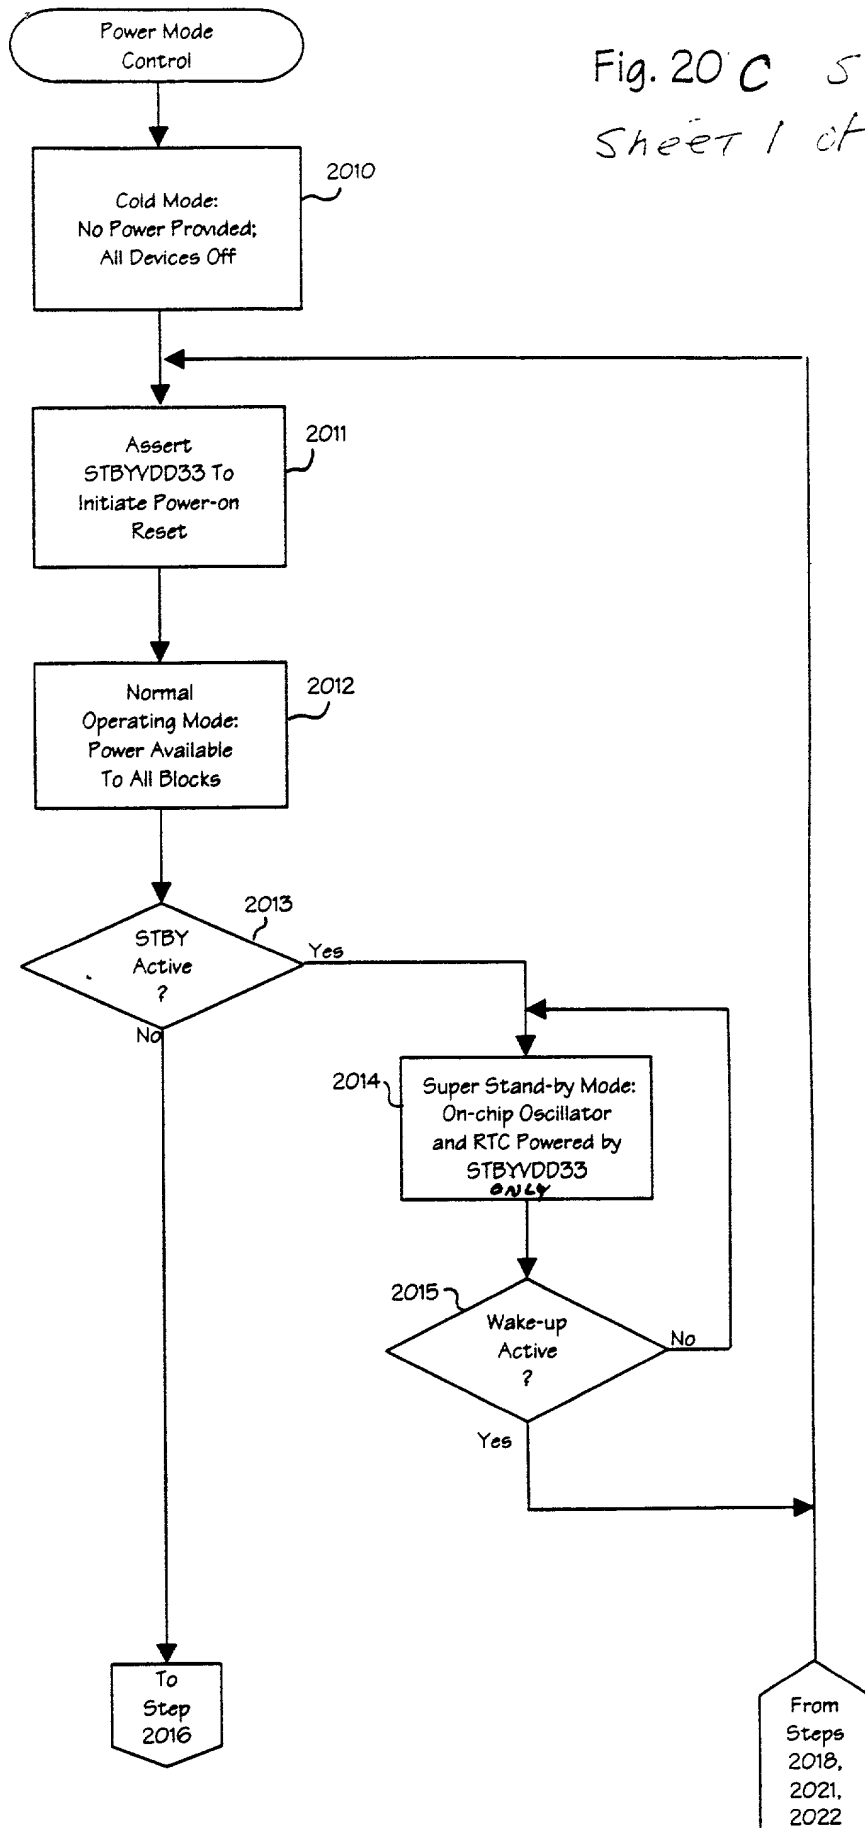 Power Mode
Control
Fig. 20 C S
Sheet 1 of
2010
Cold Mode:
No Power Provided;
All Devices Off
2011
Assert
STBYVDD33 To
Initiate Power-on
Reset
2012
Normal
Operating Mode:
Power Available
To All Blocks
2013
STBY
Active
?
Yes
No
2014
Super Stand-by Mode:
On-chip Oscillator
and RTC Powered by
STBYVDD33
ONLY
2015
Wake-up
Active
?
No
Yes
To
Step
2016
From
Steps
2018,
2021,
2022